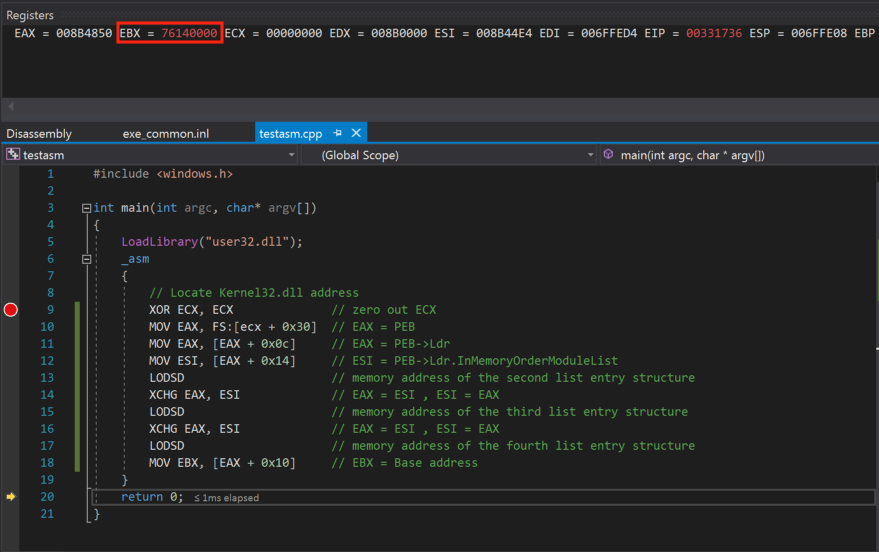 Registers
EAX = 008B4850 EBX = 76140000 ECX = 00000000 EDX = 008B0000 ESI = 008B44E4 EDI = 006FFED4 EIP = 00331736 ESP = 006FFE08 EBP
Disassembly exe_common.inl testasm.cpp
testasm (Global Scope) main(int argc, char * argv[])
1 #include <windows.h>
2
3 int main(int argc, char* argv[])
4 {
5 LoadLibrary("user32.dll");
6 _asm
7 {
8 // Locate Kernel32.dll address
9 XOR ECX, ECX // zero out ECX
10 MOV EAX, FS:[ecx + 0x30] // EAX = PEB
11 MOV EAX, [EAX + 0x0c] // EAX = PEB->Ldr
12 MOV ESI, [EAX + 0x14] // ESI = PEB->Ldr.InMemoryOrderModuleList
13 LODSD // memory address of the second list entry structure
14 XCHG EAX, ESI // EAX = ESI , ESI = EAX
15 LODSD // memory address of the third list entry structure
16 XCHG EAX, ESI // EAX = ESI , ESI = EAX
17 LODSD // memory address of the fourth list entry structure
18 MOV EBX, [EAX + 0x10] // EBX = Base address
19 }
20 return 0; ≤ 1ms elapsed
21 }